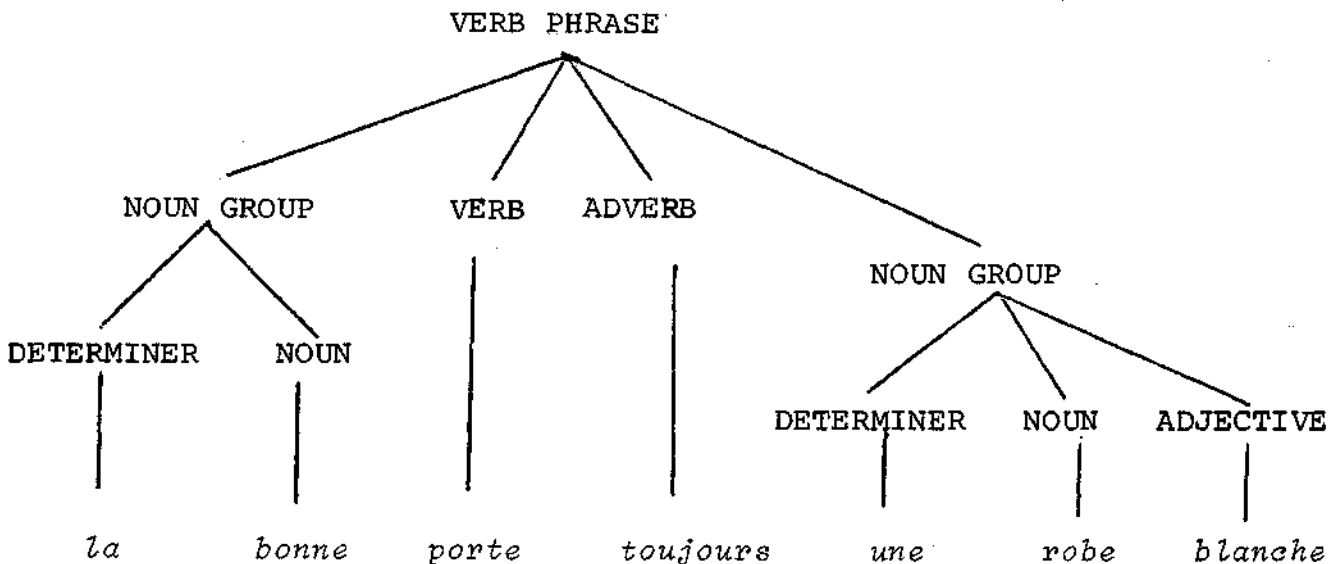 VERB PHRASE
NOUN GROUP VERB ADVERB
NOUN GROUP
DETERMINER NOUN
DETERMINER NOUN ADJECTIVE
la bonne porte toujours une robe blanche